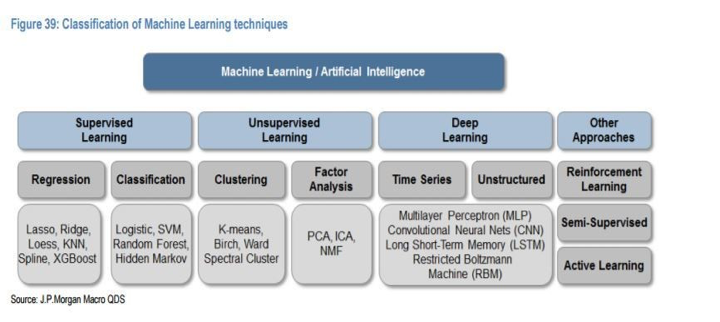 Figure 39: Classification of Machine Learning techniques
Machine Learning / Artificial Intelligence
Supervised
Learning
Unsupervised
Learning
Deep
Learning
Other
Approaches
Regression
Classification
Clustering
Factor
Analysis
Time Series
Unstructured
Reinforcement
Learning
Lasso, Ridge,
Loess, KNN,
Spline, XGBoost
Logistic, SVM,
Random Forest,
Hidden Markov
K-means,
Birch, Ward
Spectral Cluster
PCA, ICA,
NMF
Multilayer Perceptron (MLP)
Convolutional Neural Nets (CNN)
Long Short-Term Memory (LSTM)
Restricted Boltzmann
Machine (RBM)
Semi-Supervised
Active Learning
Source: J.P.Morgan Macro QDS